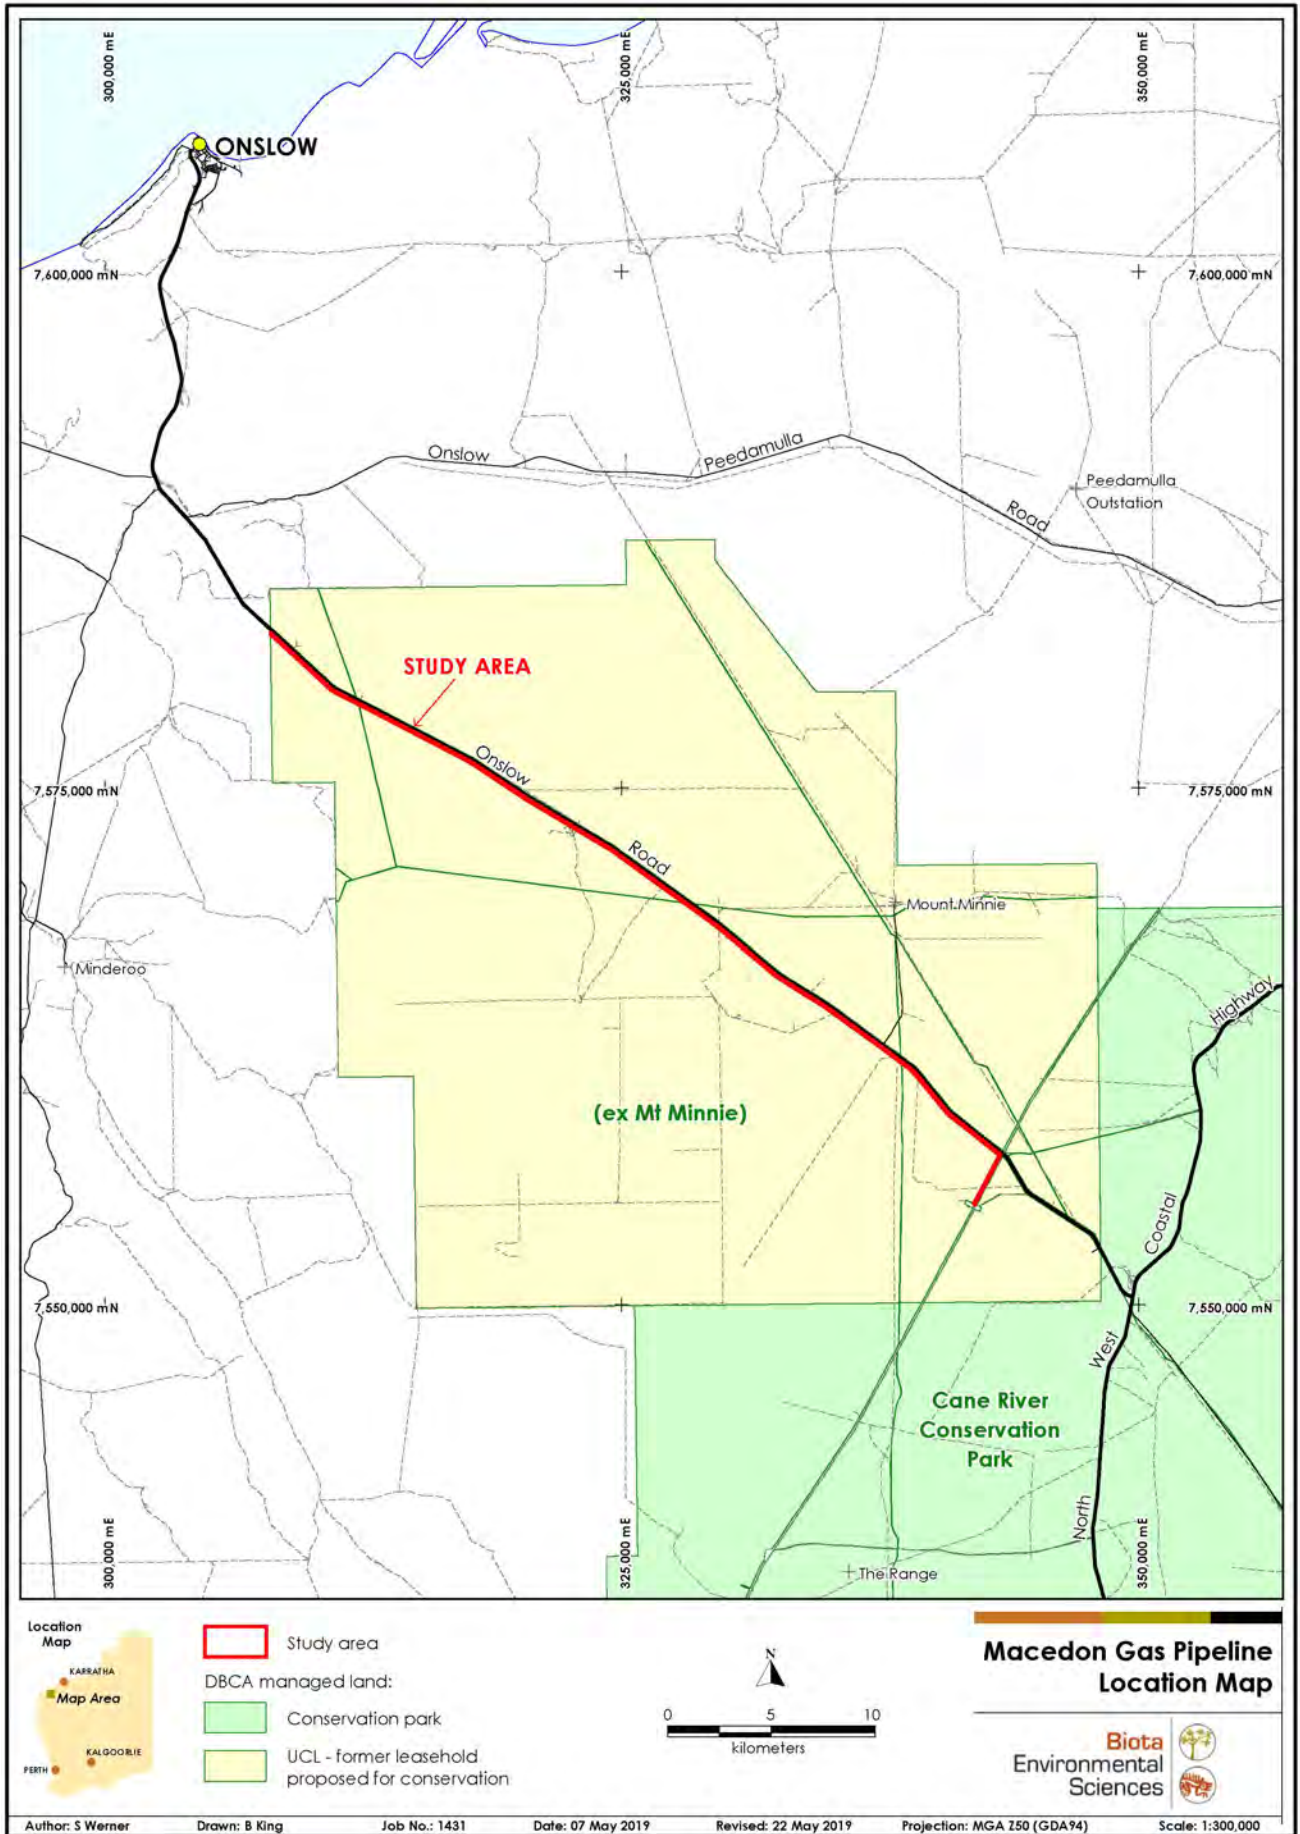 300,000 mE
325,000 mE
350,000 mE
ONSLOW
7,600,000 mN
7,600,000 mN
Onslow
Peedamulla
Road
Peedamulla
Outstation
STUDY AREA
Onslow
Road
7,575,000 mN
7,575,000 mN
Mount Minnie
Minderoo
Highway
(ex Mt Minnie)
Coastal
7,550,000 mN
7,550,000 mN
West
Cane River
Conservation
Park
North
The Range
300,000 mE
325,000 mE
350,000 mE
Location
Map
KARRATHA
Map Area
KALGOORLIE
PERTH
Study area
DBCA managed land:
Conservation park
UCL - former leasehold
proposed for conservation
N
0 5 10
kilometers
Macedon Gas Pipeline
Location Map
Biota
Environmental
Sciences
Author: S Werner Drawn: B King Job No.: 1431 Date: 07 May 2019 Revised: 22 May 2019 Projection: MGA Z50 (GDA94) Scale: 1:300,000